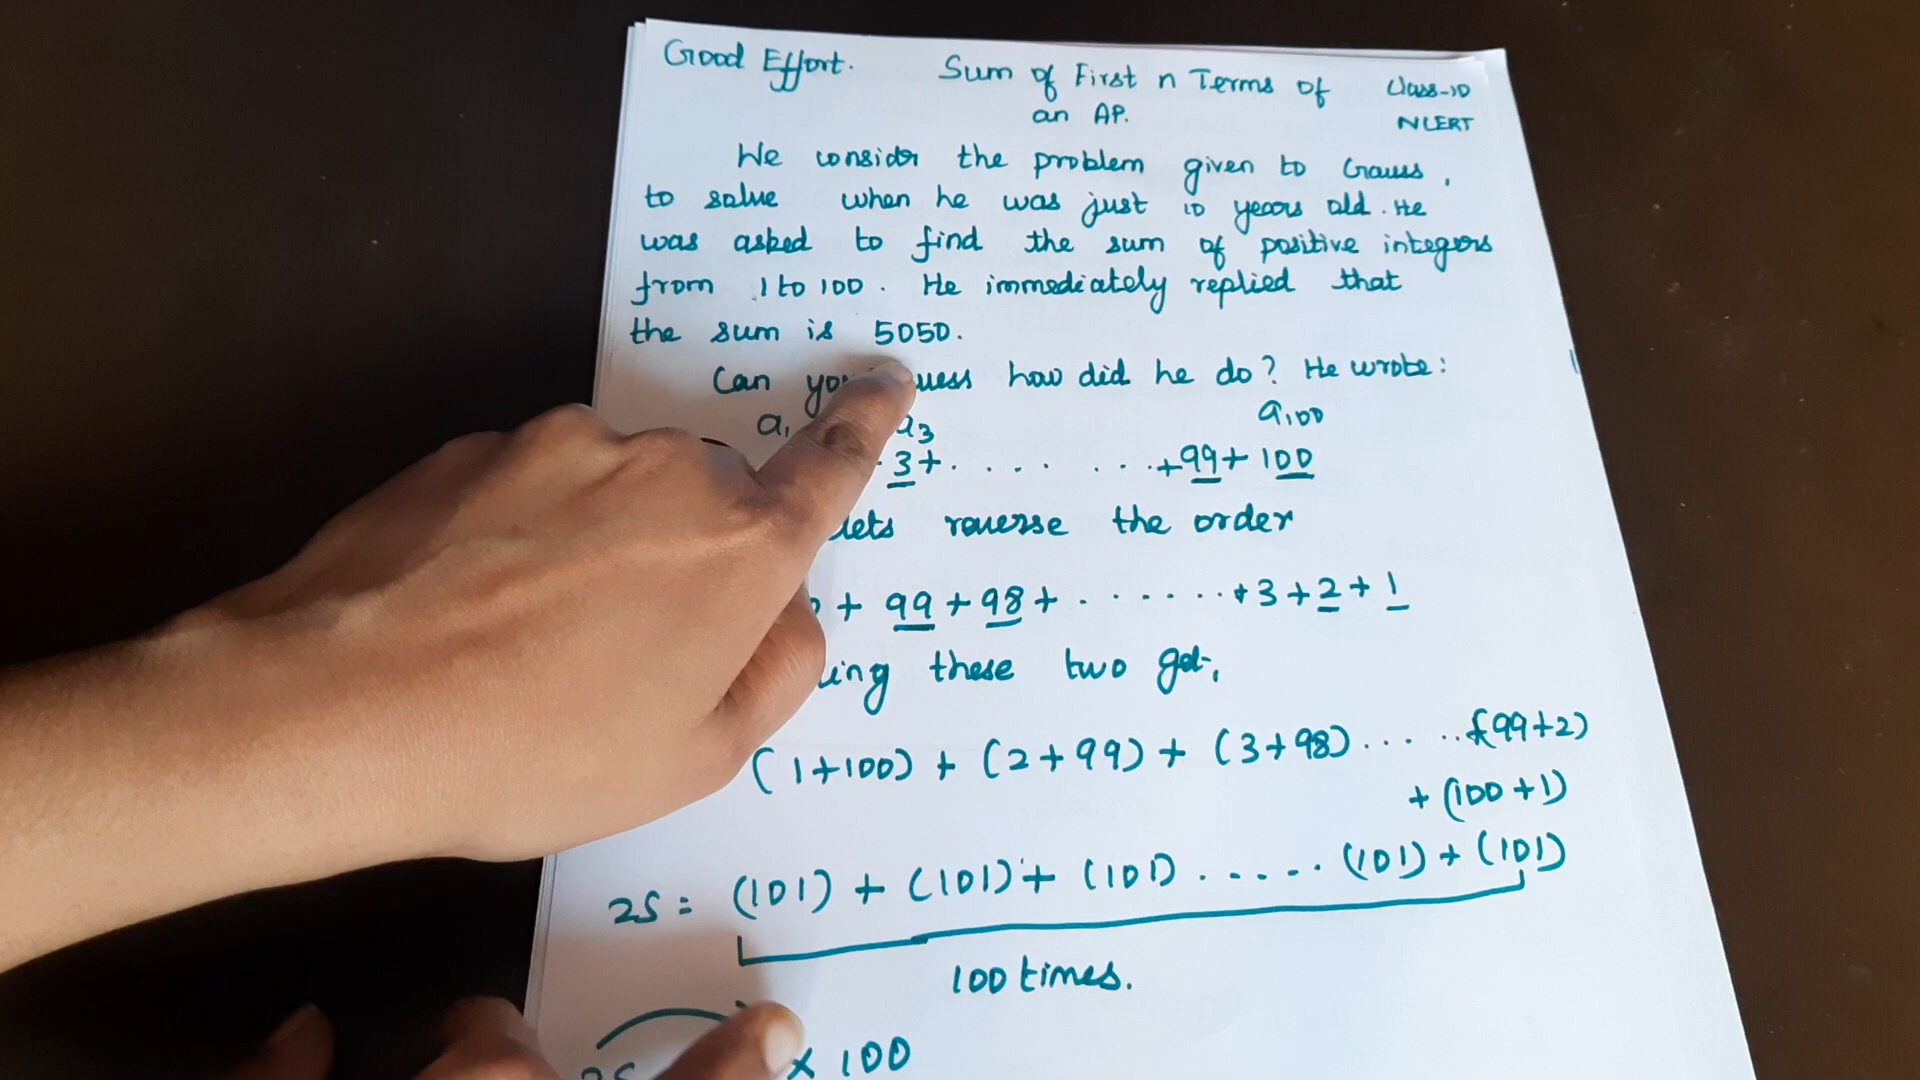 Good Effort. Sum of First n Terms of an AP. Class-10 NCERT
We consider the problem given to Gauss,
to solve when he was just 10 years old. He
was asked to find the sum of positive integers
from 1 to 100. He immediately replied that
the sum is 5050.
Can how did he do? He wrote:
a1 a3 a100
3+. . . . . . . +99+ 100
lets reverse the order
+ 99 + 98 + . . . . . . . +3 + 2 + 1
these two get,
(1+100) + (2+99) + (3+98) . . . . . +(99+2)
+ (100+1)
2S = (101) + (101) + (101) . . . . . (101) + (101)
100 times.
× 100